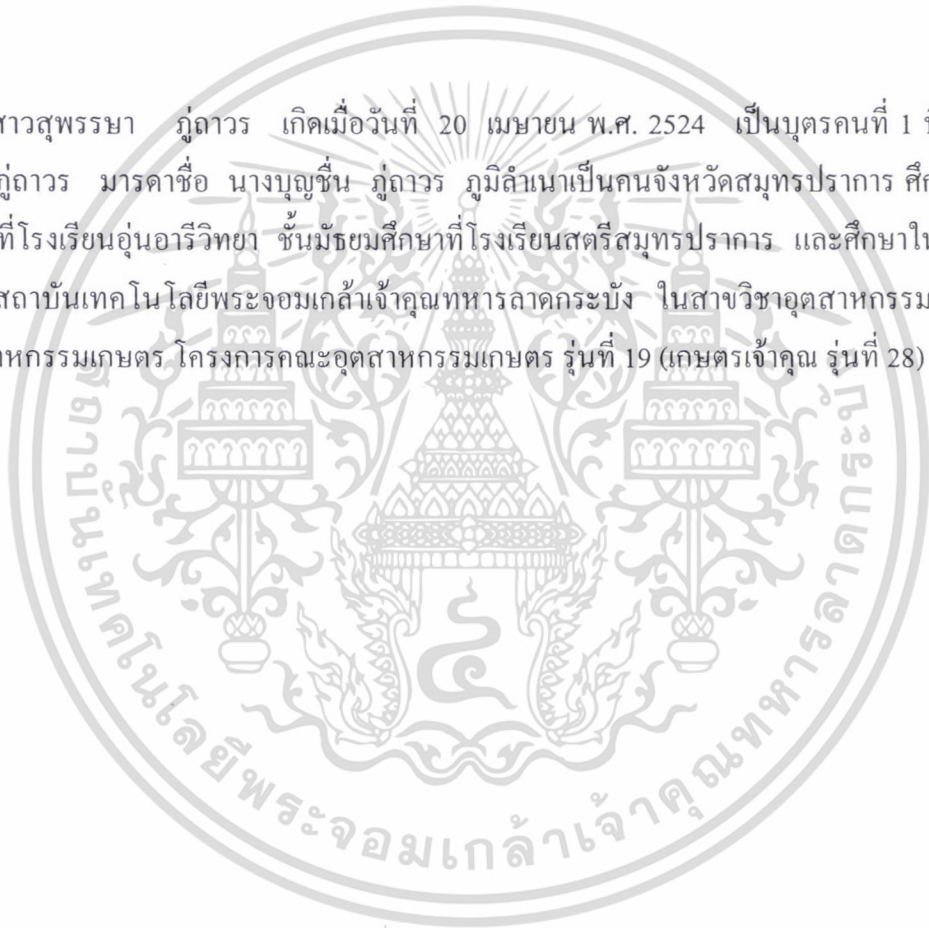 สาวสุพรรษา ภู่ถาวร เกิดเมื่อวันที่ 20 เมษายน พ.ศ. 2524 เป็นบุตรคนที่ 1
ภู่ถาวร มารดาชื่อ นางบุญชื่น ภู่ถาวร ภูมิลำเนาเป็นคนจังหวัดสมุทรปราการ ศึก
ที่โรงเรียนอุ่นอารีวิทยา ชั้นมัธยมศึกษาที่โรงเรียนสตรีสมุทรปราการ และศึกษาใน
สถาบันเทคโนโลยีพระจอมเกล้าเจ้าคุณทหารลาดกระบัง ในสาขวิชาอุตสาหกรรม
าหกรรมเกษตร โครงการคณะอุตสาหกรรมเกษตร รุ่นที่ 19 (เกษตรเจ้าคุณ รุ่นที่ 28)
สถาบันเทคโนโลยีพระจอมเกล้าเจ้าคุณทหารลาดกระบัง